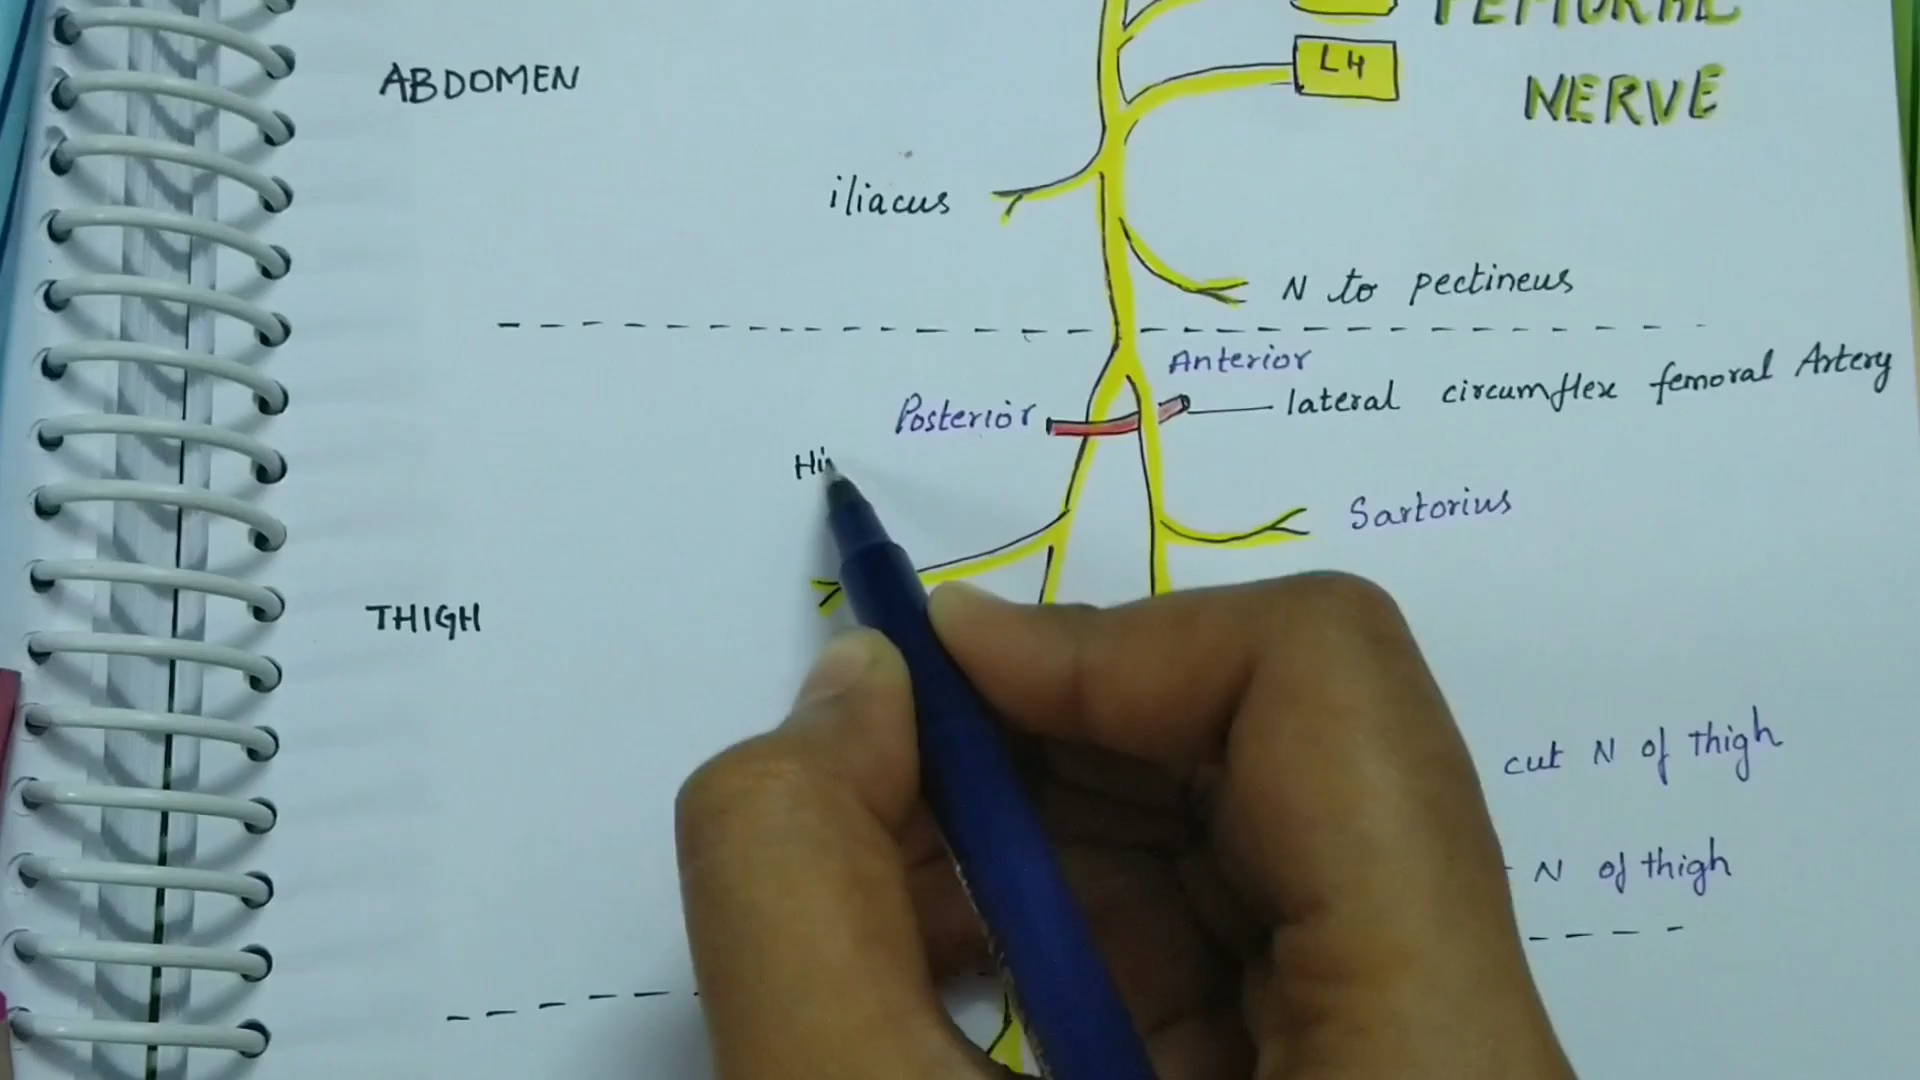 FEMORAL
L4
NERVE
ABDOMEN
iliacus
N to pectineus
Anterior
Posterior
lateral circumflex femoral Artery
Hi
Sartorius
THIGH
cut N of thigh
N of thigh